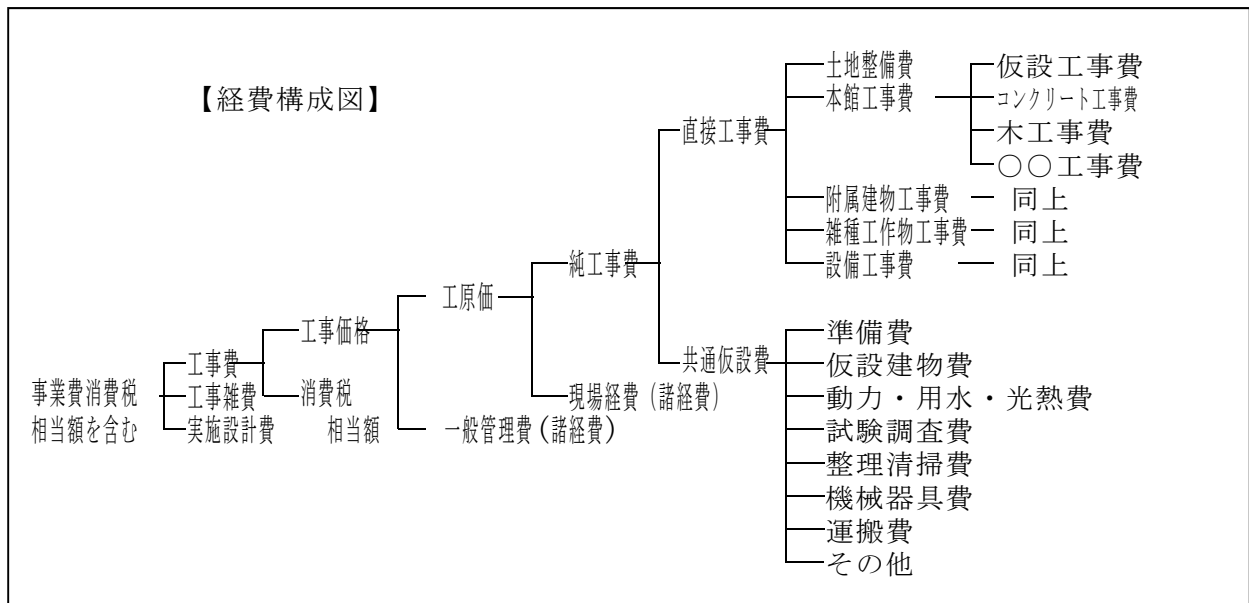 土地整備費
仮設工事費
【経費構成図】
本館工事費
コンクリート工事費
直接工事費
木工事費
○○工事費
附属建物工事費
同上
雑種工作物工事費
同上
純工事費
設備工事費
同上
工原価
工事価格
準備費
工事費
共通仮設費
仮設建物費
事業費消費税
工事雑費
消費税
現場経費(諸経費)
動力・用水・光熱費
相当額を含む
実施設計費
相当額
一般管理費(諸経費)
試験調査費
整理清掃費
機械器具費
運搬費
その他